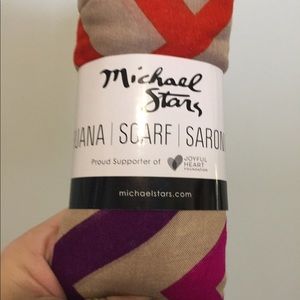 Michael
Stars
UANA | SCARF | SARON
Proud Supporter of JOYFUL
HEART
FOUNDATION
michaelstars.com